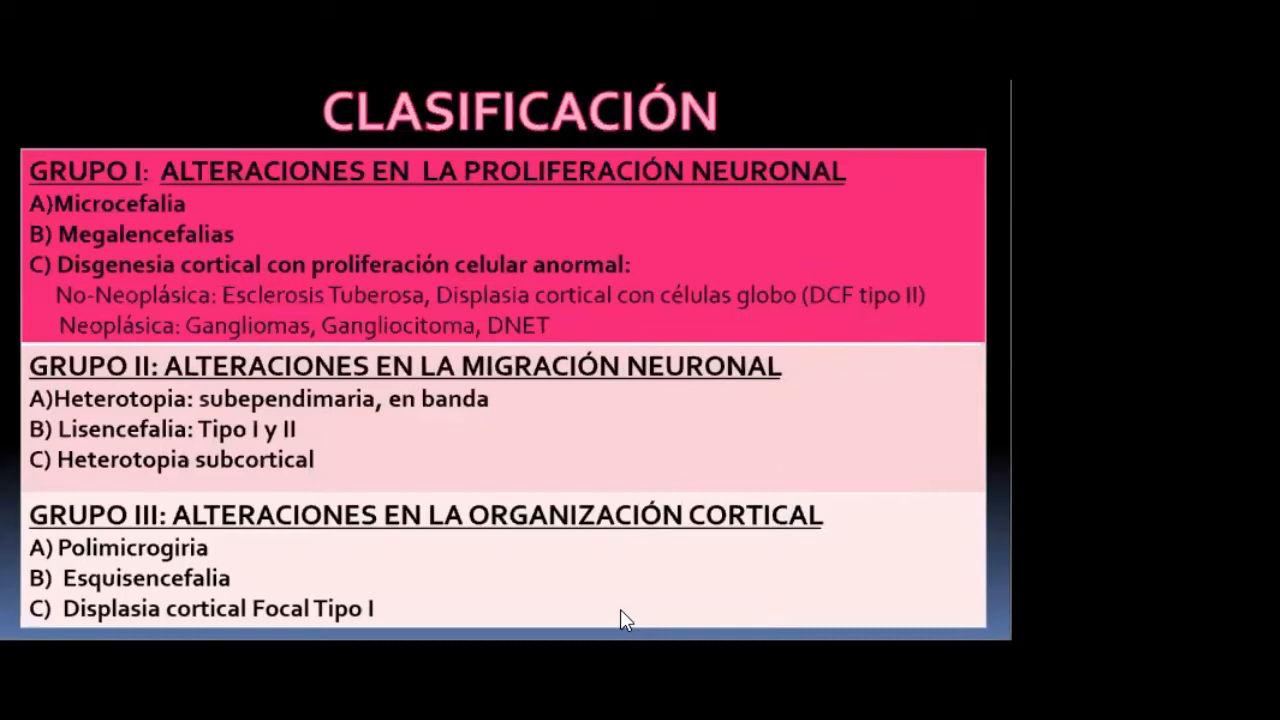 CLASIFICACIÓN
GRUPO I: ALTERACIONES EN LA PROLIFERACIÓN NEURONAL
A)Microcefalia
B) Megalencefalias
C) Disgenesia cortical con proliferación celular anormal:
No-Neoplásica: Esclerosis Tuberosa, Displasia cortical con células globo (DCF tipo II)
Neoplásica: Gangliomas, Gangliocitoma, DNET
GRUPO II: ALTERACIONES EN LA MIGRACIÓN NEURONAL
A)Heterotopia: subependimaria, en banda
B) Lisencefalia: Tipo I y II
C) Heterotopia subcortical
GRUPO III: ALTERACIONES EN LA ORGANIZACIÓN CORTICAL
A) Polimicrogiria
B) Esquisencefalia
C) Displasia cortical Focal Tipo I